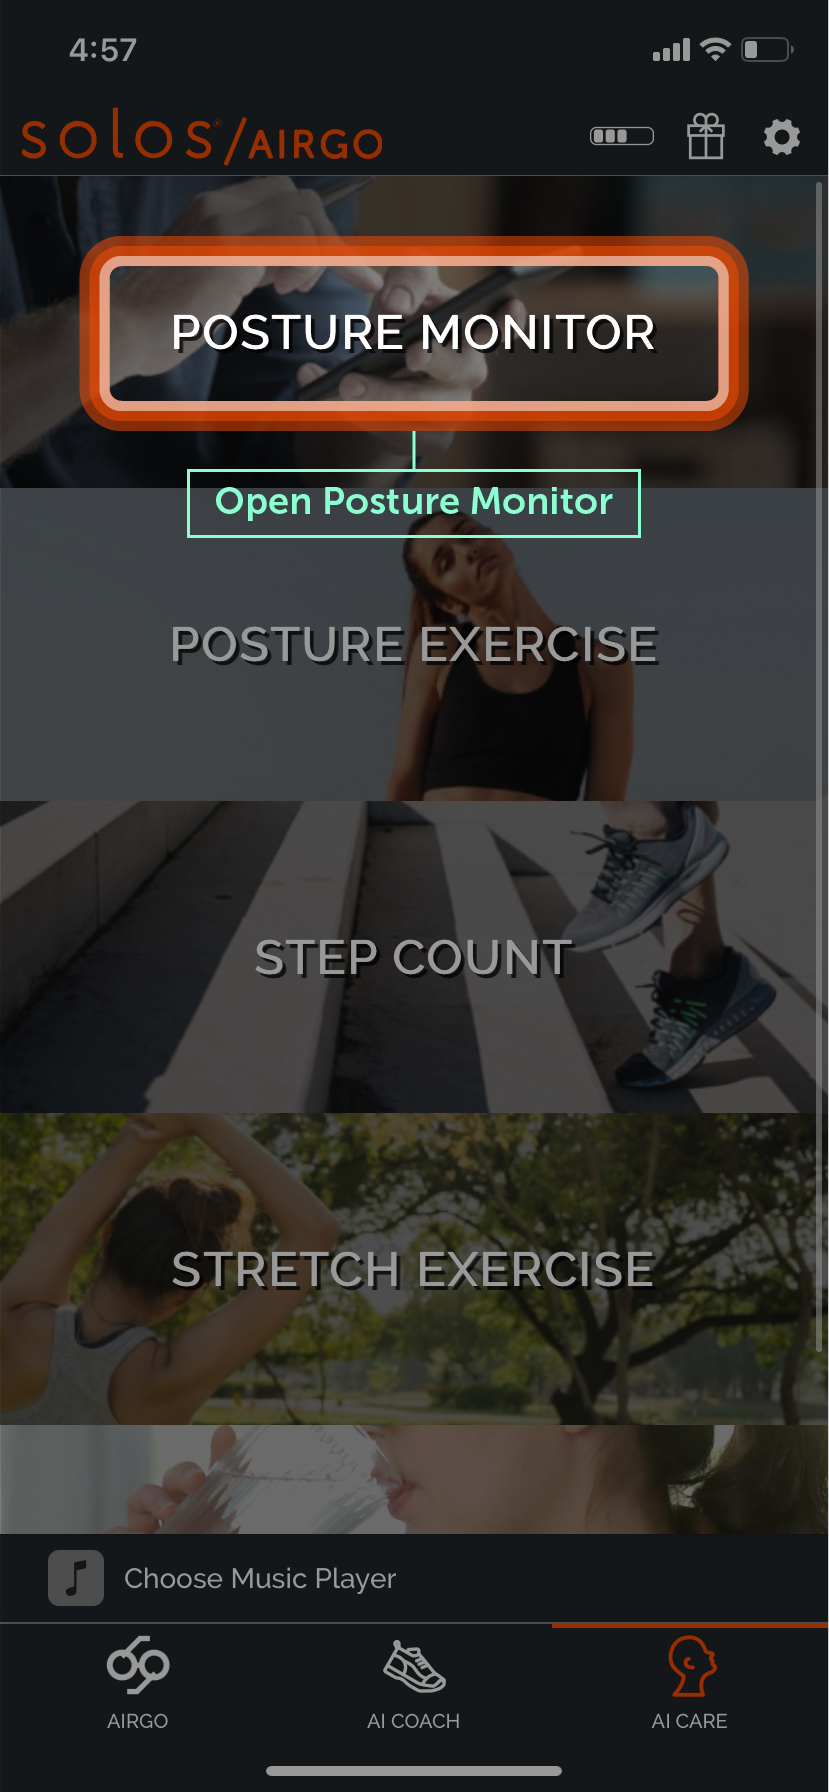 4:57
solos®/AIRGO
POSTURE MONITOR
Open Posture Monitor
POSTURE EXERCISE
STEP COUNT
STRETCH EXERCISE
Choose Music Player
AIRGO
AI COACH
AI CARE